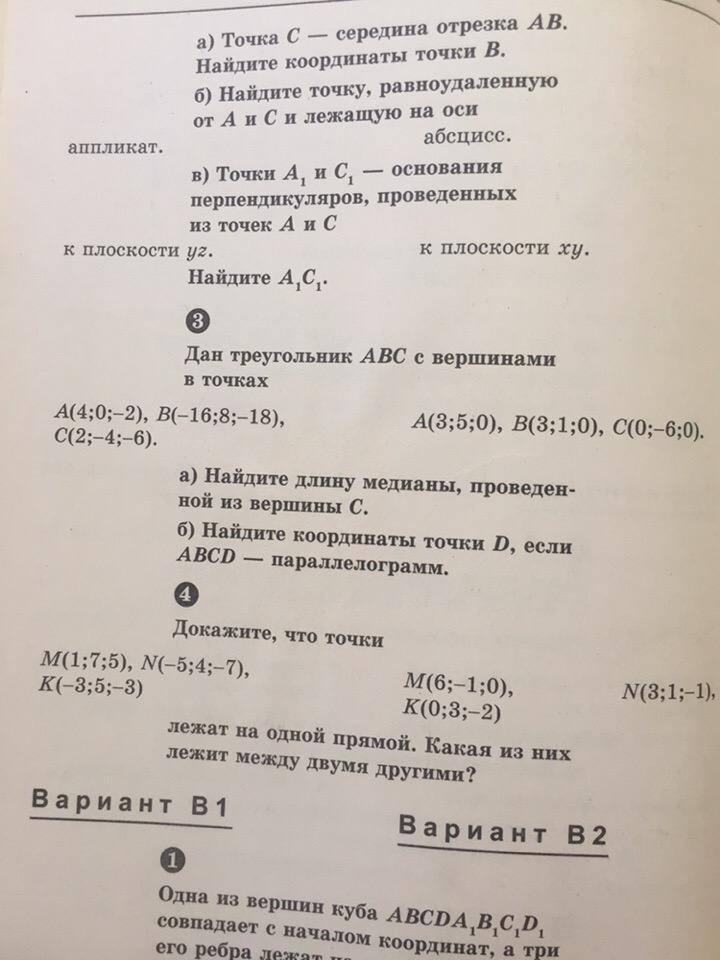 а) Точка C — середина отрезка AB.
Найдите координаты точки B.
б) Найдите точку, равноудаленную
от A и C и лежащую на оси
аппликат. абсцисс.
в) Точки A₁ и C₁ — основания
перпендикуляров, проведенных
из точек A и C
к плоскости yz. к плоскости xy.
Найдите A₁C₁.
3
Дан треугольник ABC с вершинами
в точках
A(4;0;–2), B(–16;8;–18), A(3;5;0), B(3;1;0), C(0;–6;0).
C(2;–4;–6).
а) Найдите длину медианы, проведен-
ной из вершины C.
б) Найдите координаты точки D, если
ABCD — параллелограмм.
4
Докажите, что точки
M(1;7;5), N(–5;4;–7), M(6;–1;0), N(3;1;–1),
K(–3;5;–3) K(0;3;–2)
лежат на одной прямой. Какая из них
лежит между двумя другими?
Вариант В1 Вариант В2
1
Одна из вершин куба ABCDA₁B₁C₁D₁
совпадает с началом координат, а три
его ребра лежат